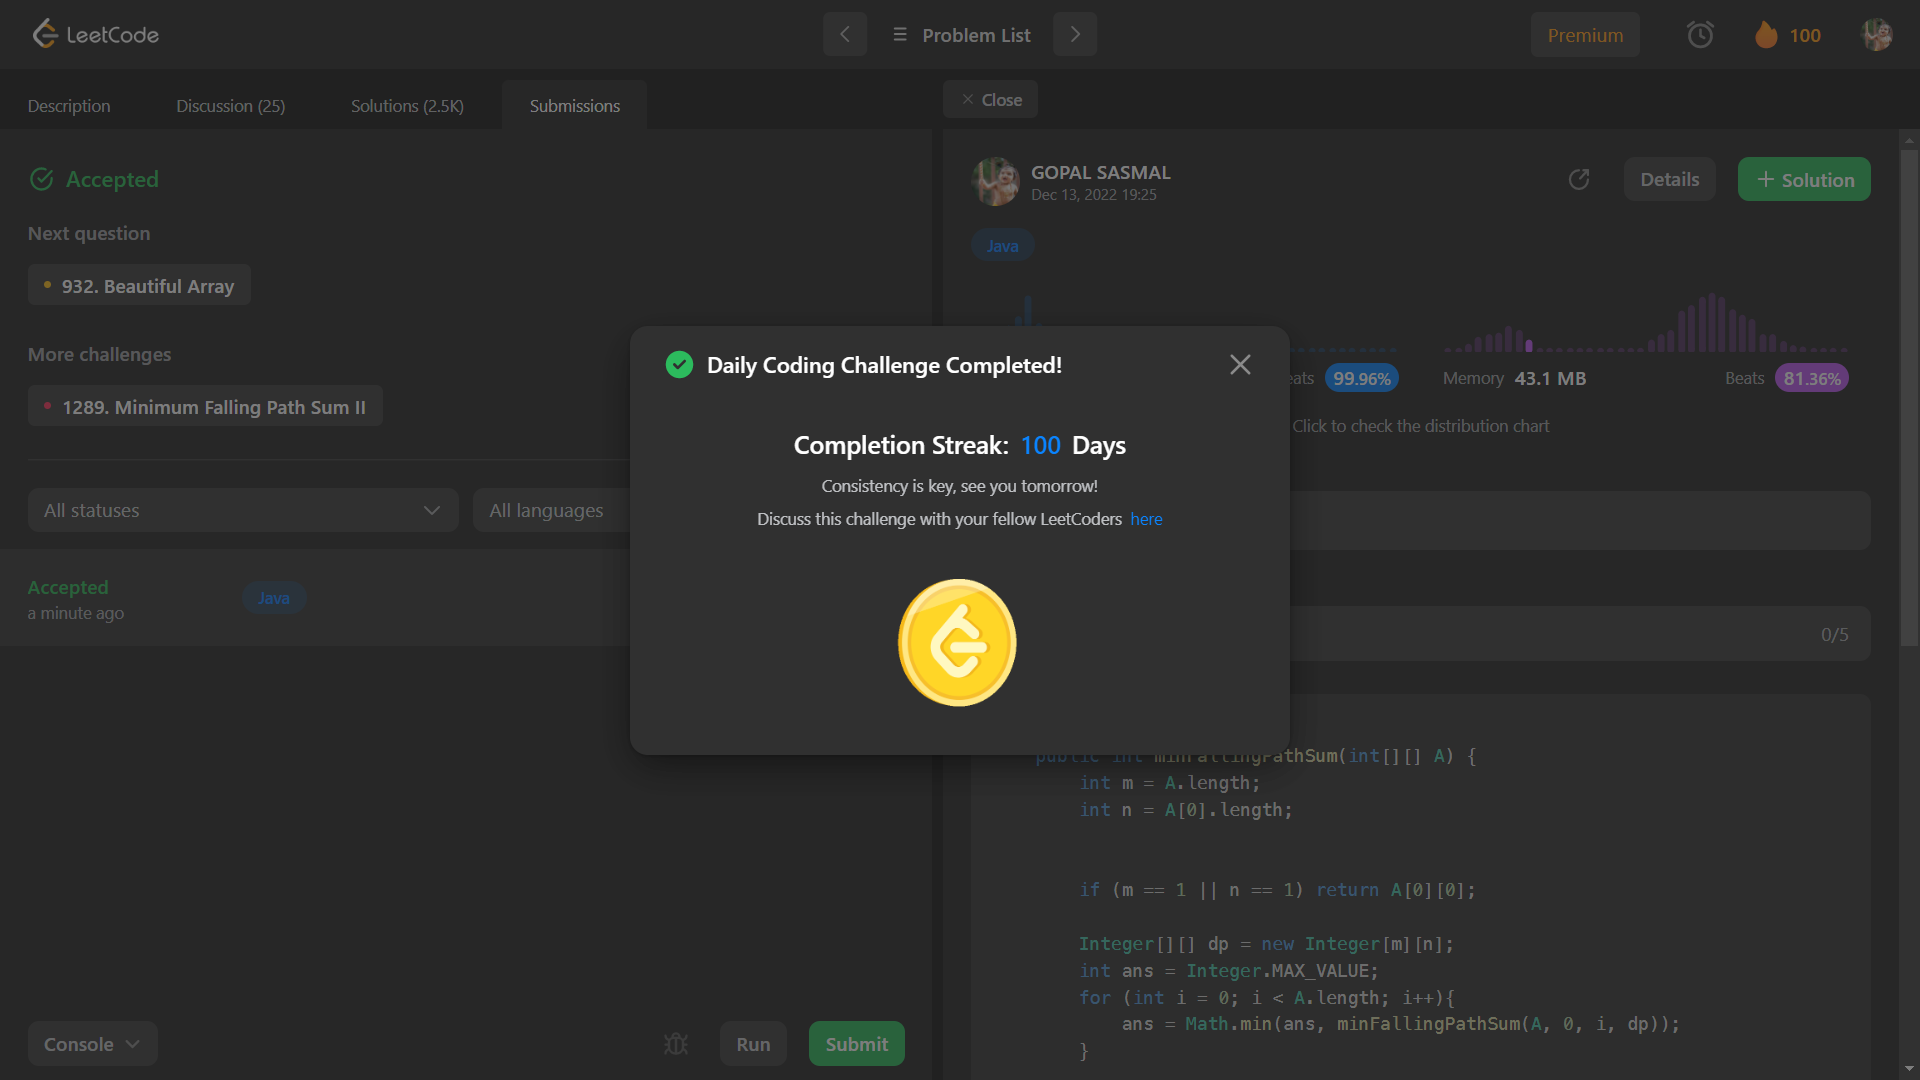 LeetCode
Problem List
Premium
100
Description
Discussion (25)
Solutions (2.5K)
Submissions
Close
Accepted
Next question
932. Beautiful Array
More challenges
1289. Minimum Falling Path Sum II
All statuses
All languages
Accepted
a minute ago
Java
Console
Run
Submit
GOPAL SASMAL
Dec 13, 2022 19:25
Details
+ Solution
Java
99.96%
Memory 43.1 MB
Beats 81.36%
Click to check the distribution chart
0/5
public int minFallingPathSum(int[][] A) {
int m = A.length;
int n = A[0].length;
if (m == 1 || n == 1) return A[0][0];
Integer[][] dp = new Integer[m][n];
int ans = Integer.MAX_VALUE;
for (int i = 0; i < A.length; i++){
ans = Math.min(ans, minFallingPathSum(A, 0, i, dp));
}
Daily Coding Challenge Completed!
Completion Streak: 100 Days
Consistency is key, see you tomorrow!
Discuss this challenge with your fellow LeetCoders here